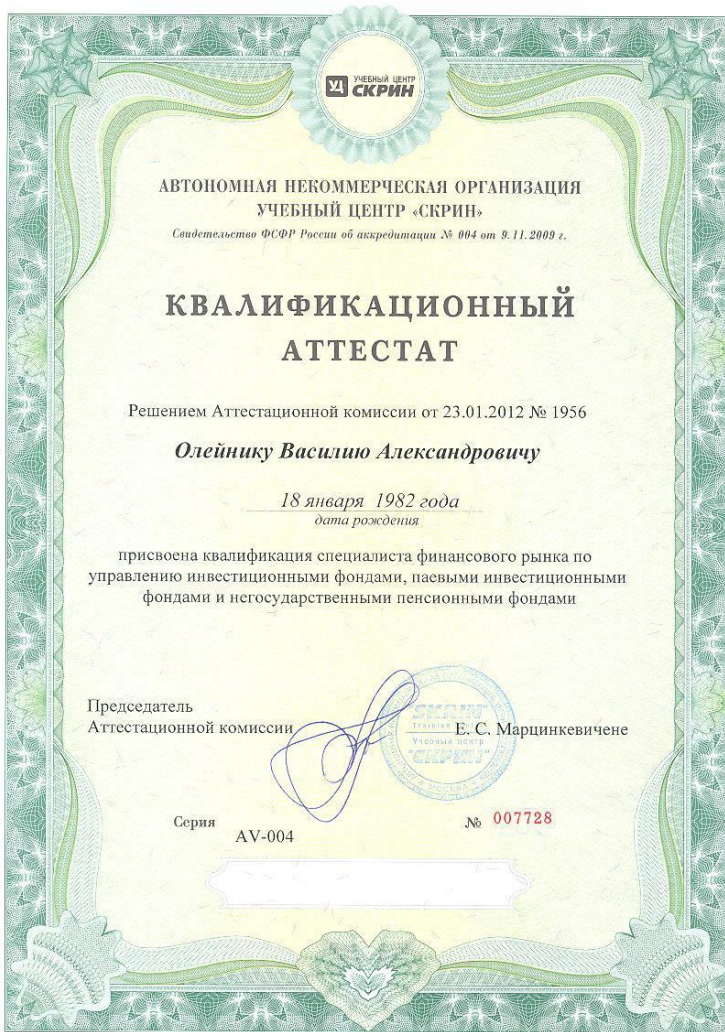 УЦ УЧЕБНЫЙ ЦЕНТР
СКРИН
АВТОНОМНАЯ НЕКОММЕРЧЕСКАЯ ОРГАНИЗАЦИЯ
УЧЕБНЫЙ ЦЕНТР «СКРИН»
Свидетельство ФСФР России об аккредитации № 004 от 9.11.2009 г.
КВАЛИФИКАЦИОННЫЙ
АТТЕСТАТ
Решением Аттестационной комиссии от 23.01.2012 № 1956
Олейнику Василию Александровичу
18 января 1982 года
дата рождения
присвоена квалификация специалиста финансового рынка по
управлению инвестиционными фондами, паевыми инвестиционными
фондами и негосударственными пенсионными фондами
Председатель
Аттестационной комиссии
Е. С. Марцинкевичене
"SKRIN"
Учебный центр
"СКРИН"
МОСКВА
Серия
AV-004
№ 007728